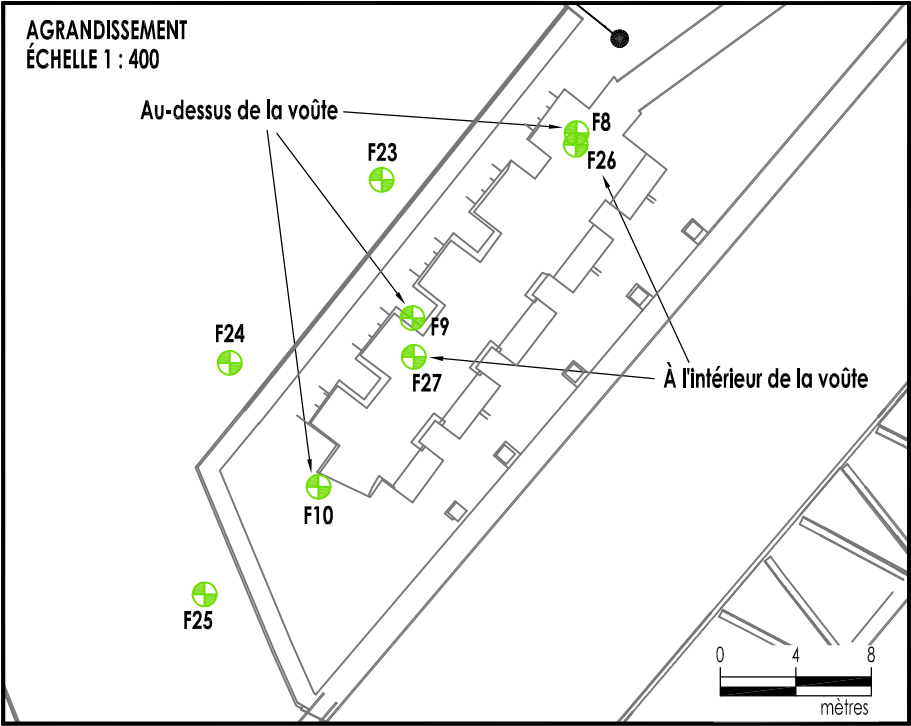 AGRANDISSEMENT
ÉCHELLE 1 : 400
Au-dessus de la voûte
F8
F23
F26
F24
F9
F27
À l'intérieur de la voûte
F10
F25
0 4 8
mètres